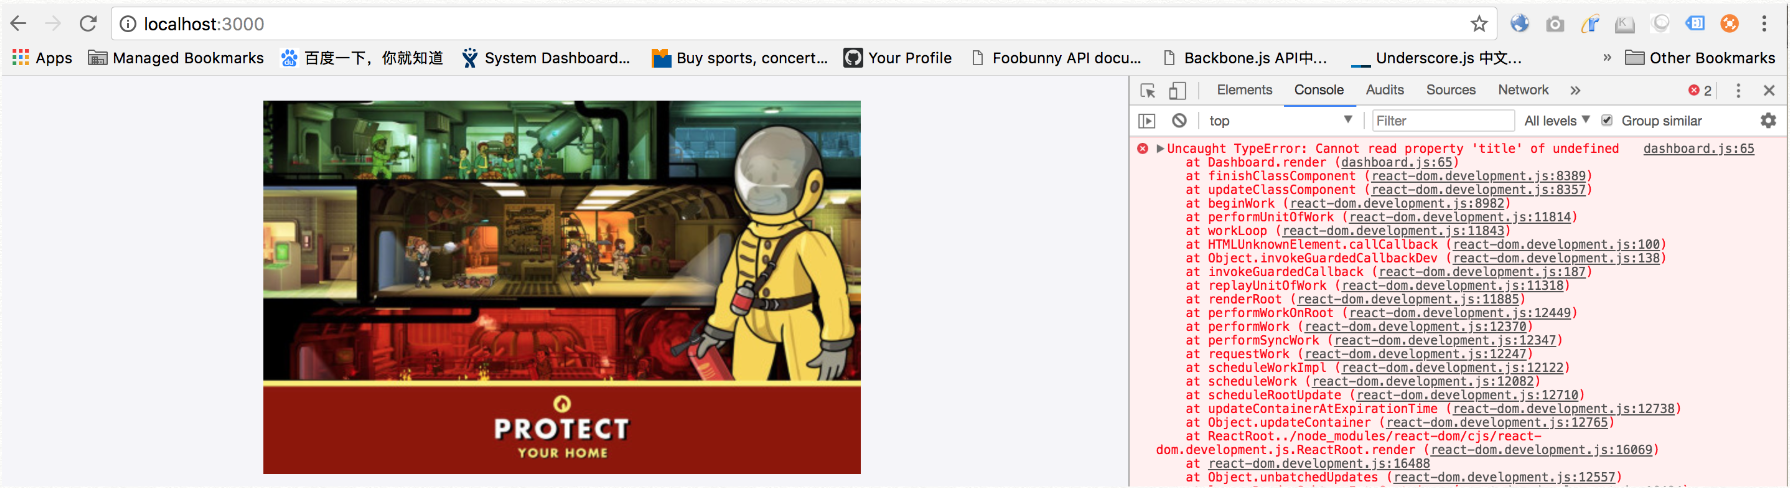 localhost:3000
Apps Managed Bookmarks 百度一下，你就知道 System Dashboard... Buy sports, concert... Your Profile Foobunny API docu... Backbone.js API中... Underscore.js 中文... » Other Bookmarks
Elements Console Audits Sources Network » 2
top Filter All levels Group similar
Uncaught TypeError: Cannot read property 'title' of undefined dashboard.js:65
at Dashboard.render (dashboard.js:65)
at finishClassComponent (react-dom.development.js:8389)
at updateClassComponent (react-dom.development.js:8357)
at beginWork (react-dom.development.js:8982)
at performUnitOfWork (react-dom.development.js:11814)
at workLoop (react-dom.development.js:11843)
at HTMLUnknownElement.callCallback (react-dom.development.js:100)
at Object.invokeGuardedCallbackDev (react-dom.development.js:138)
at invokeGuardedCallback (react-dom.development.js:187)
at replayUnitOfWork (react-dom.development.js:11318)
at renderRoot (react-dom.development.js:11885)
at performWorkOnRoot (react-dom.development.js:12449)
at performWork (react-dom.development.js:12370)
at performSyncWork (react-dom.development.js:12347)
at requestWork (react-dom.development.js:12247)
at scheduleWorkImpl (react-dom.development.js:12122)
at scheduleWork (react-dom.development.js:12082)
at scheduleRootUpdate (react-dom.development.js:12710)
at updateContainerAtExpirationTime (react-dom.development.js:12738)
at Object.updateContainer (react-dom.development.js:12765)
at ReactRoot../node_modules/react-dom/cjs/react-
dom.development.js.ReactRoot.render (react-dom.development.js:16069)
at react-dom.development.js:16488
at Object.unbatchedUpdates (react-dom.development.js:12557)
PROTECT
YOUR HOME